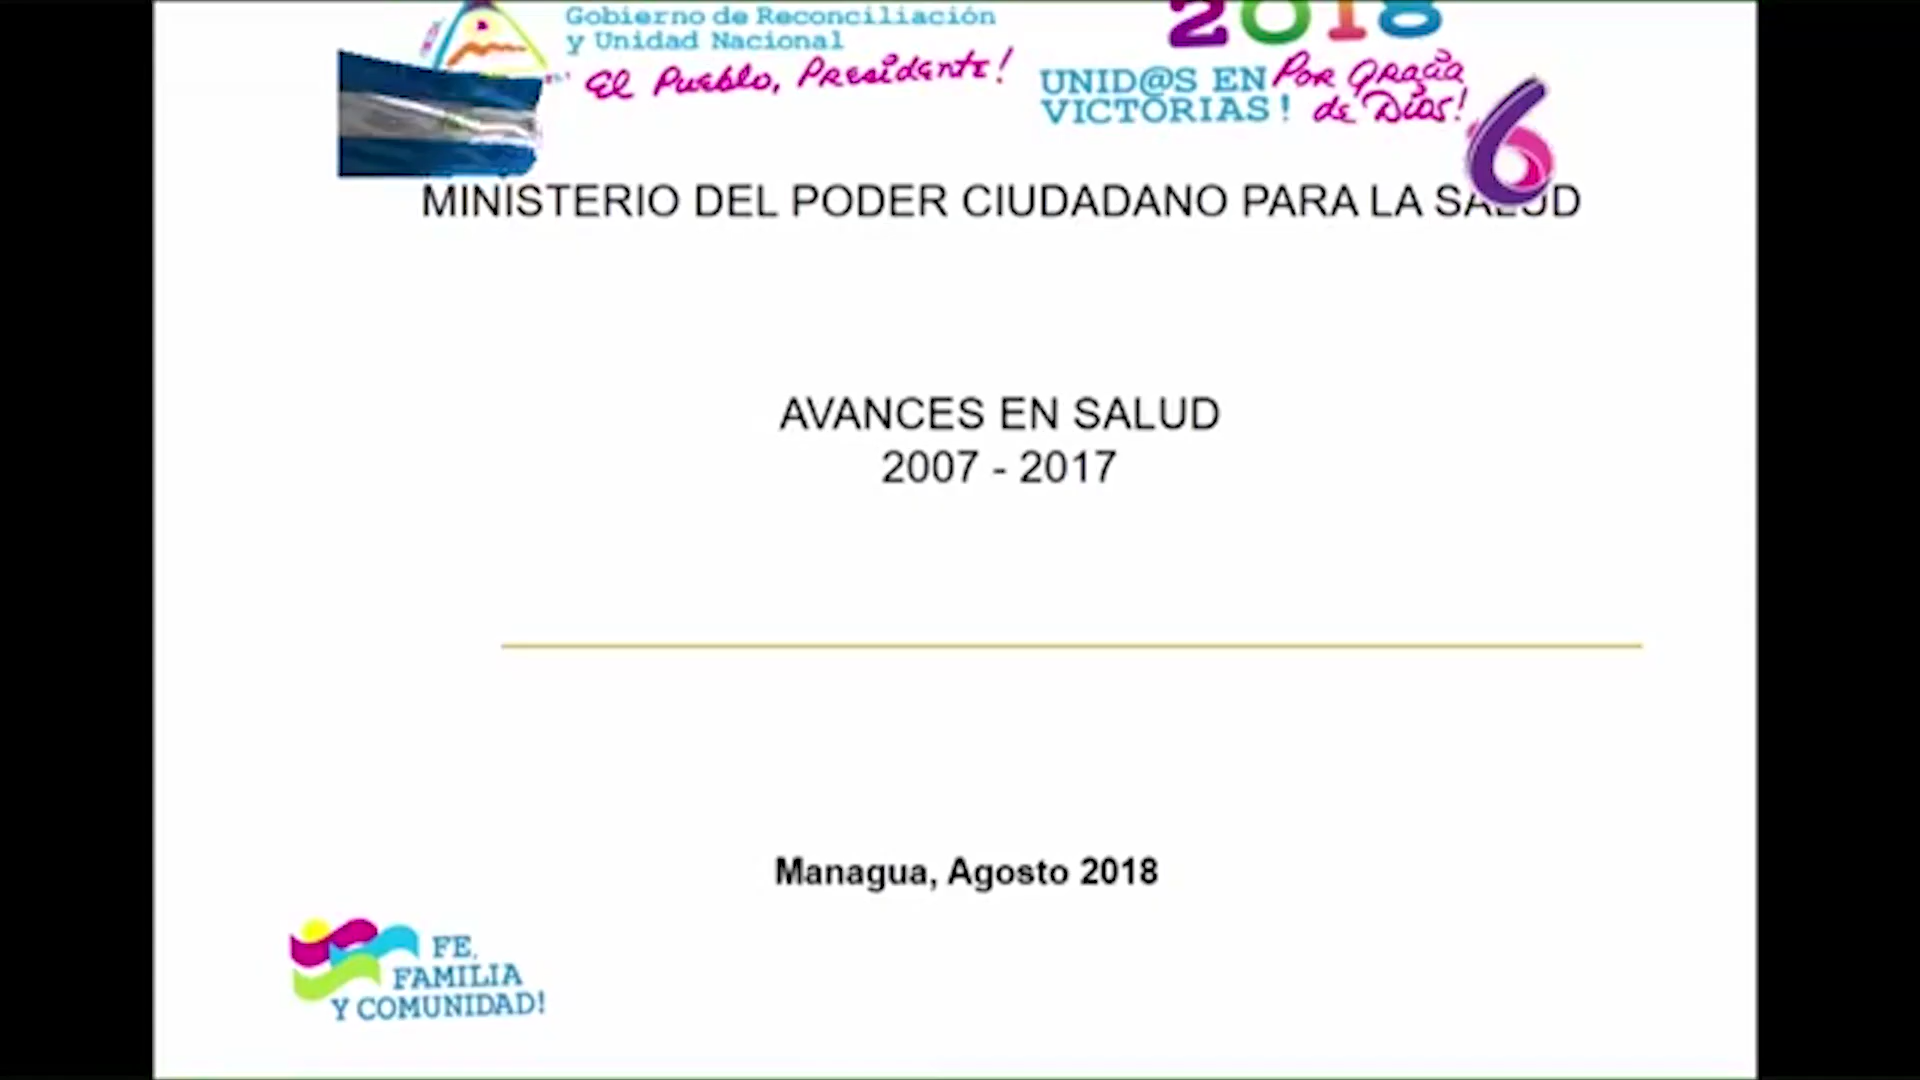 Gobierno de Reconciliación
y Unidad Nacional
El Pueblo, Presidente!
2018
UNID@S EN
VICTORIAS!
Por Gracia
de Dios!
6
MINISTERIO DEL PODER CIUDADANO PARA LA SALUD
AVANCES EN SALUD
2007 - 2017
Managua, Agosto 2018
FE,
FAMILIA
Y COMUNIDAD!